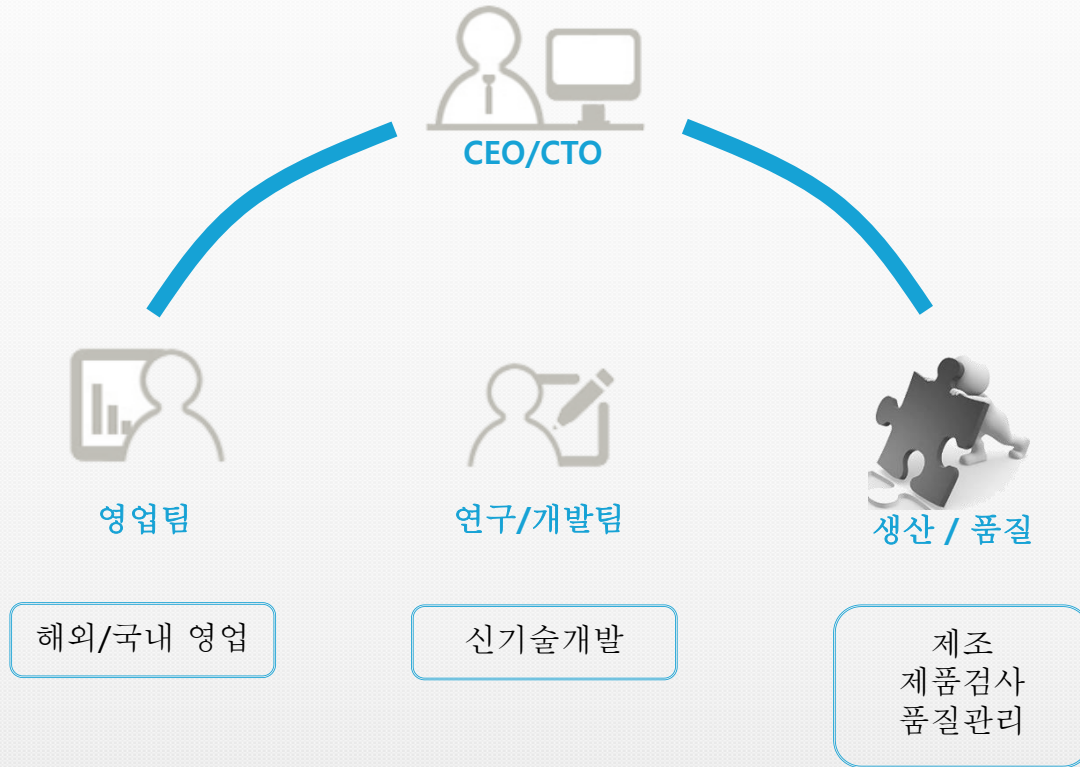 CEO/CTO
영업팀
연구/개발팀
생산 / 품질
해외/국내 영업
신기술개발
제조
제품검사
품질관리